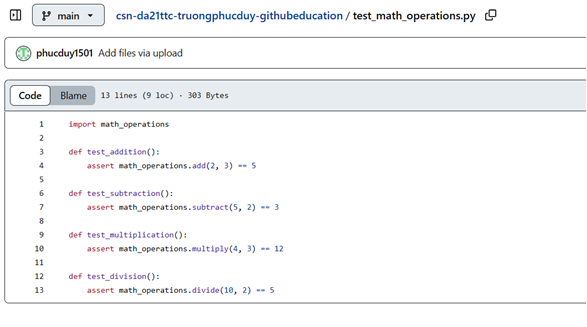 main csn-da21ttc-truongphucduy-githubeducation / test_math_operations.py
phucduy1501 Add files via upload
Code Blame 13 lines (9 loc) · 303 Bytes
1 import math_operations
2
3 def test_addition():
4 assert math_operations.add(2, 3) == 5
5
6 def test_subtraction():
7 assert math_operations.subtract(5, 2) == 3
8
9 def test_multiplication():
10 assert math_operations.multiply(4, 3) == 12
11
12 def test_division():
13 assert math_operations.divide(10, 2) == 5